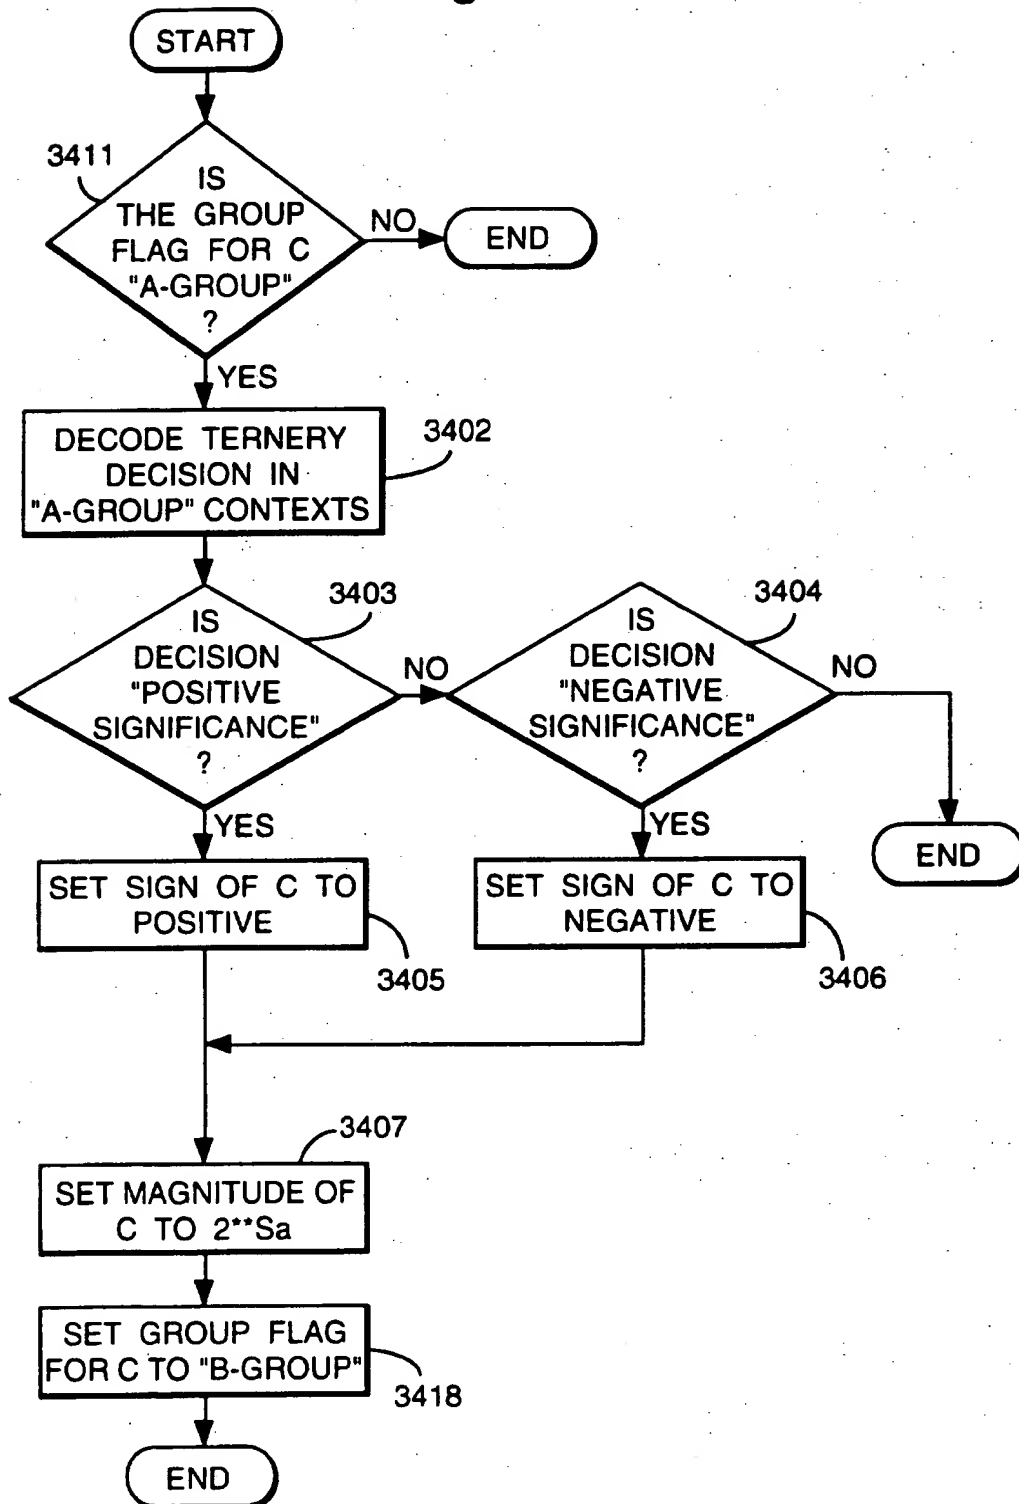 START
3411
IS
THE GROUP
FLAG FOR C
"A-GROUP"
?
NO
END
YES
DECODE TERNERY
DECISION IN
"A-GROUP" CONTEXTS
3402
3403
IS
DECISION
"POSITIVE
SIGNIFICANCE"
?
NO
3404
IS
DECISION
"NEGATIVE
SIGNIFICANCE"
?
NO
YES
YES
END
SET SIGN OF C TO
POSITIVE
3405
SET SIGN OF C TO
NEGATIVE
3406
3407
SET MAGNITUDE OF
C TO 2**Sa
SET GROUP FLAG
FOR C TO "B-GROUP"
3418
END